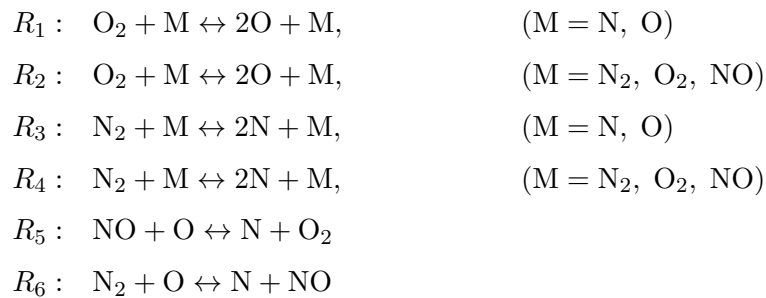 R₁ : O₂ + M ↔ 2O + M, (M = N, O)
R₂ : O₂ + M ↔ 2O + M, (M = N₂, O₂, NO)
R₃ : N₂ + M ↔ 2N + M, (M = N, O)
R₄ : N₂ + M ↔ 2N + M, (M = N₂, O₂, NO)
R₅ : NO + O ↔ N + O₂
R₆ : N₂ + O ↔ N + NO